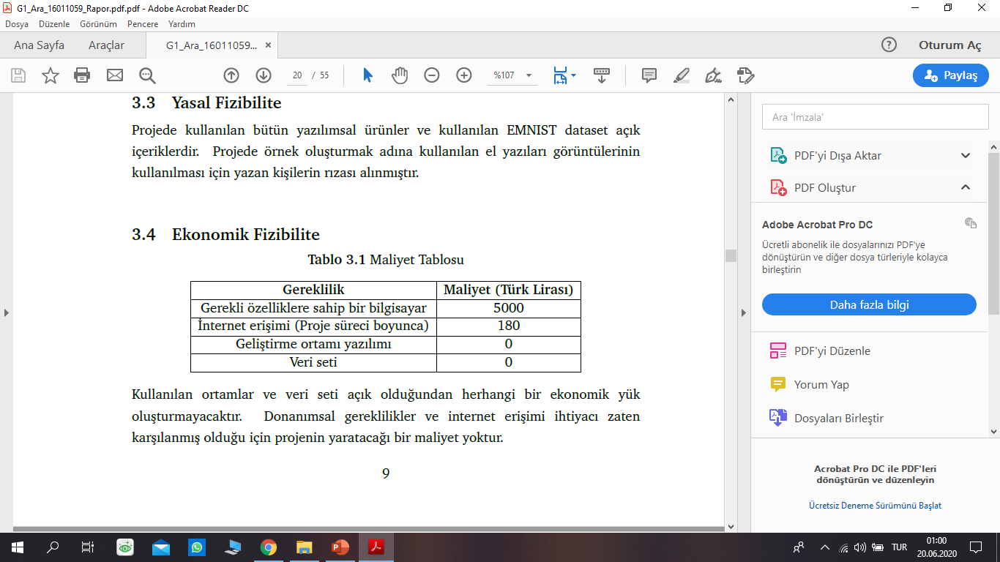 G1_Ara_16011059_Rapor.pdf.pdf - Adobe Acrobat Reader DC
Dosya Düzenle Görünüm Pencere Yardım
Ana Sayfa Araçlar G1_Ara_16011059... × Oturum Aç
20 / 55 %107 Paylaş
3.3 Yasal Fizibilite
Projede kullanılan bütün yazılımsal ürünler ve kullanılan EMNIST dataset açık
içeriklerdir. Projede örnek oluşturmak adına kullanılan el yazıları görüntülerinin
kullanılması için yazan kişilerin rızası alınmıştır.
3.4 Ekonomik Fizibilite
Tablo 3.1 Maliyet Tablosu
Gereklilik Maliyet (Türk Lirası)
Gerekli özelliklere sahip bir bilgisayar 5000
İnternet erişimi (Proje süreci boyunca) 180
Geliştirme ortamı yazılımı 0
Veri seti 0
Kullanılan ortamlar ve veri seti açık olduğundan herhangi bir ekonomik yük
oluşturmayacaktır. Donanımsal gereklilikler ve internet erişimi ihtiyacı zaten
karşılanmış olduğu için projenin yaratacağı bir maliyet yoktur.
9
Ara 'İmzala'
PDF'yi Dışa Aktar
PDF Oluştur
Adobe Acrobat Pro DC
Ücretli abonelik ile dosyalarınızı PDF'ye
dönüştürün ve diğer dosya türleriyle kolayca
birleştirin
Daha fazla bilgi
PDF'yi Düzenle
Yorum Yap
Dosyaları Birleştir
Acrobat Pro DC ile PDF'leri
dönüştürün ve düzenleyin
Ücretsiz Deneme Sürümünü Başlat
TUR
01:00
20.06.2020